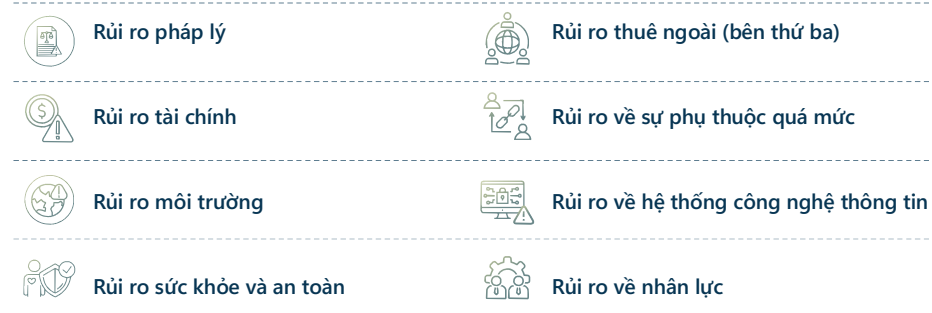 Rủi ro pháp lý
Rủi ro thuê ngoài (bên thứ ba)
Rủi ro tài chính
Rủi ro về sự phụ thuộc quá mức
Rủi ro môi trường
Rủi ro về hệ thống công nghệ thông tin
Rủi ro sức khỏe và an toàn
Rủi ro về nhân lực